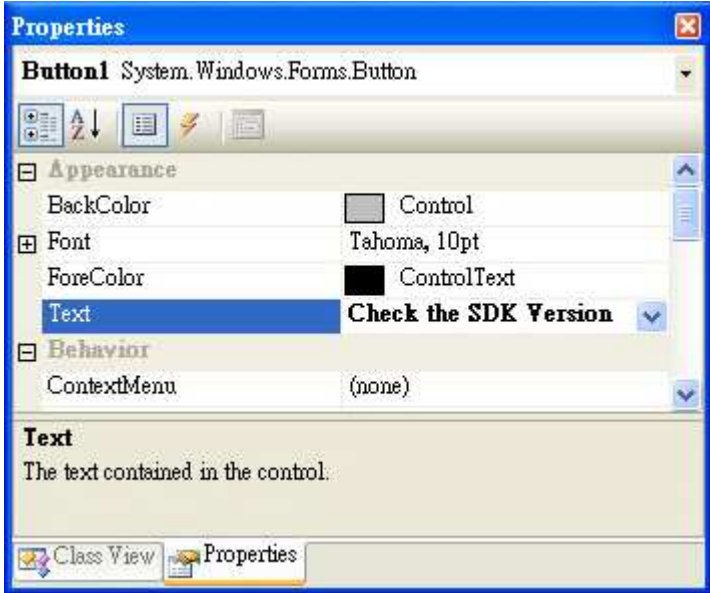 Properties
Button1 System.Windows.Forms.Button
A
Z
Appearance
BackColor Control
Font Tahoma, 10pt
ForeColor ControlText
Text Check the SDK Version
Behavior
ContextMenu (none)
Text
The text contained in the control.
Class View Properties